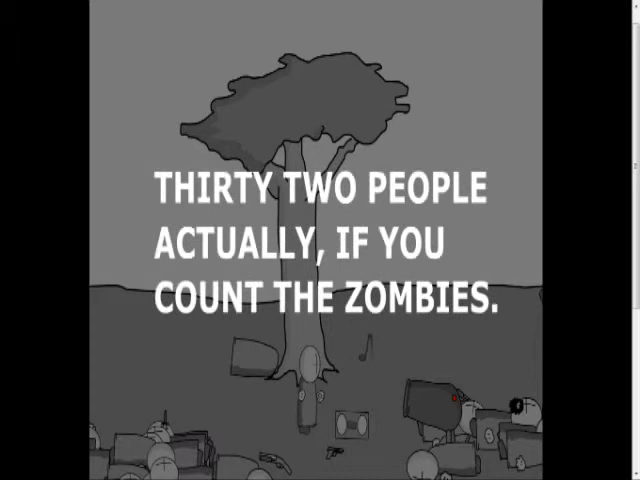 THIRTY TWO PEOPLE
ACTUALLY, IF YOU
COUNT THE ZOMBIES.